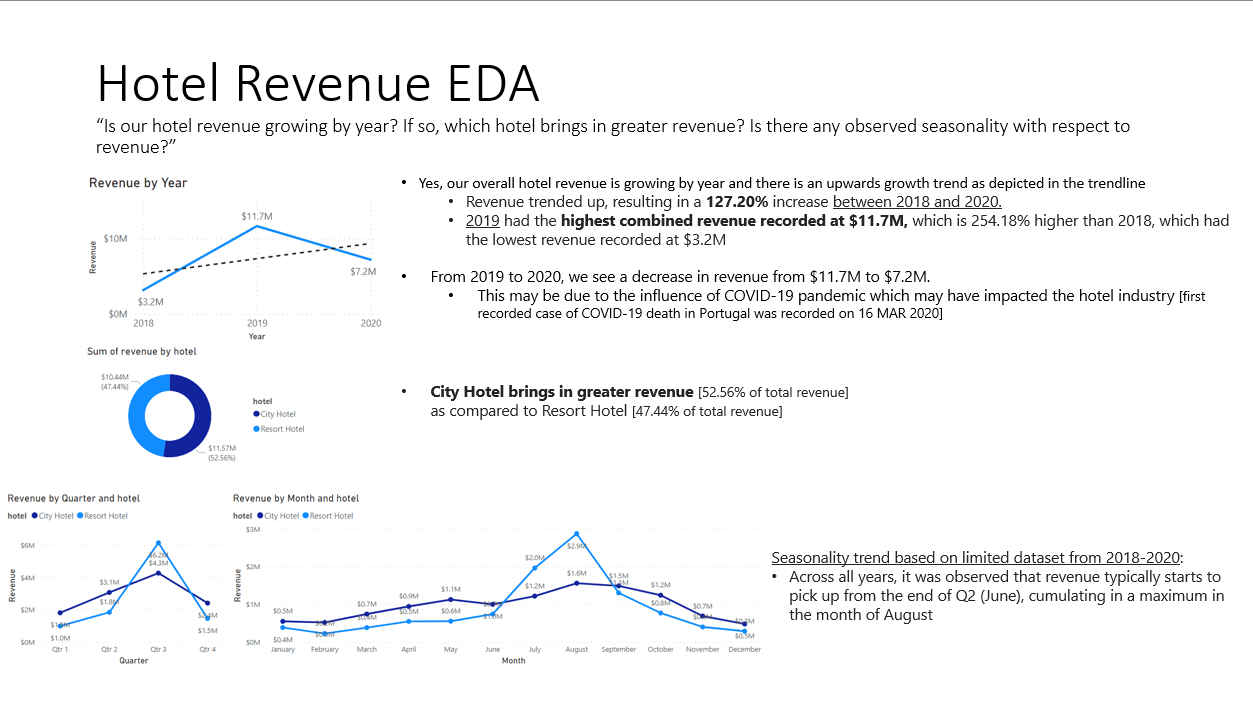 Hotel Revenue EDA
“Is our hotel revenue growing by year? If so, which hotel brings in greater revenue? Is there any observed seasonality with respect to
revenue?”
Revenue by Year
$11.7M
$10M
$7.2M
$3.2M
$0M
Revenue
2018 2019 2020
Year
• Yes, our overall hotel revenue is growing by year and there is an upwards growth trend as depicted in the trendline
• Revenue trended up, resulting in a 127.20% increase between 2018 and 2020.
• 2019 had the highest combined revenue recorded at $11.7M, which is 254.18% higher than 2018, which had
the lowest revenue recorded at $3.2M
• From 2019 to 2020, we see a decrease in revenue from $11.7M to $7.2M.
• This may be due to the influence of COVID-19 pandemic which may have impacted the hotel industry [first
recorded case of COVID-19 death in Portugal was recorded on 16 MAR 2020]
Sum of revenue by hotel
$10.44M
(47.44%)
hotel
City Hotel
Resort Hotel
$11.57M
(52.56%)
• City Hotel brings in greater revenue [52.56% of total revenue]
as compared to Resort Hotel [47.44% of total revenue]
Revenue by Quarter and hotel
hotel City Hotel Resort Hotel
$6M
$4M
$2M
$0M
Revenue
$6.2M
$4.3M
$3.1M
$1.8M
$1.0M
$1.5M
Qtr 1 Qtr 2 Qtr 3 Qtr 4
Quarter
Revenue by Month and hotel
hotel City Hotel Resort Hotel
$3M
$2M
$1M
$0M
Revenue
$0.5M
$0.4M
$0.7M
$0.9M
$0.5M
$1.1M
$0.6M
$2.0M
$1.2M
$2.9M
$1.6M
$1.5M
$1.2M
$0.8M
$0.7M
$0.3M
January February March April May June July August September October November December
Month
Seasonality trend based on limited dataset from 2018-2020:
• Across all years, it was observed that revenue typically starts to
pick up from the end of Q2 (June), cumulating in a maximum in
the month of August